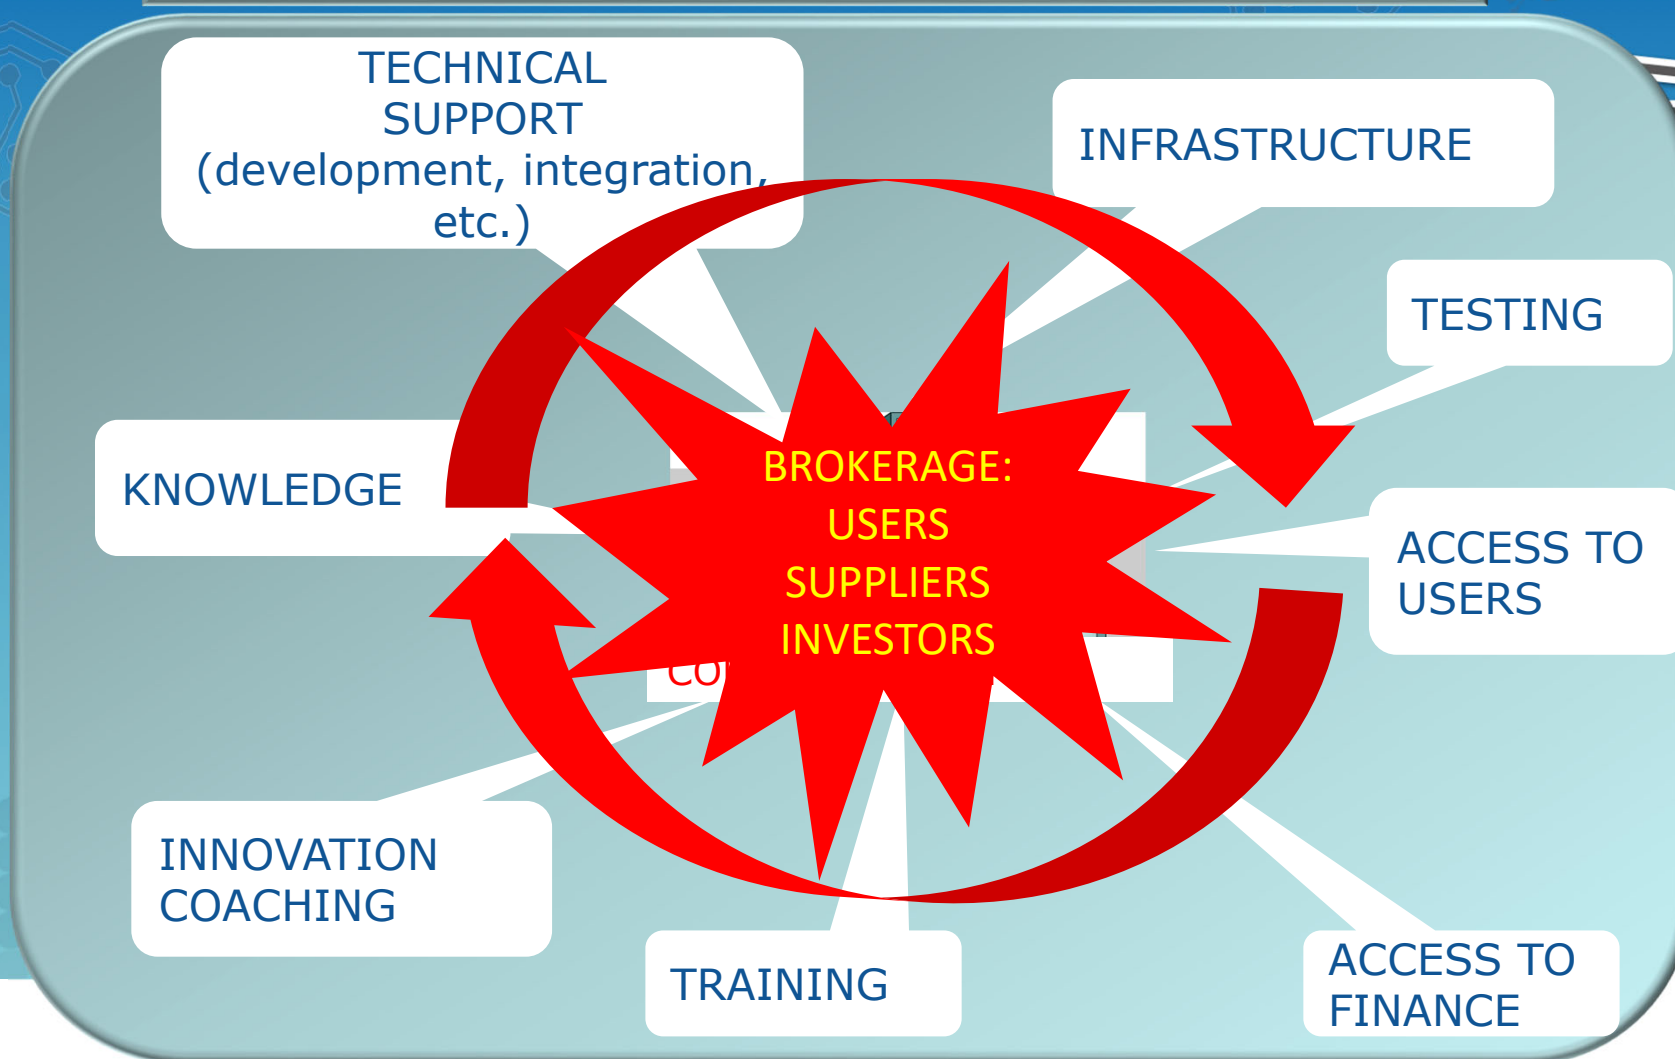 TECHNICAL
SUPPORT
(development, integration,
etc.)
INFRASTRUCTURE
TESTING
KNOWLEDGE
BROKERAGE:
USERS
SUPPLIERS
INVESTORS
ACCESS TO
USERS
INNOVATION
COACHING
TRAINING
ACCESS TO
FINANCE